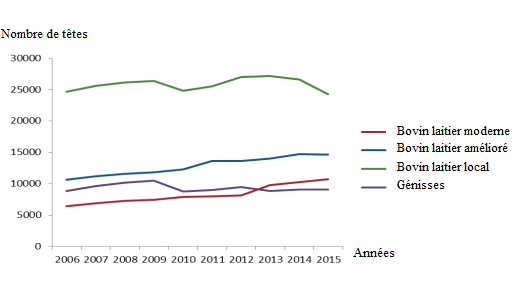 Nombre de têtes
30000
25000
20000
15000
10000
5000
0
2006 2007 2008 2009 2010 2011 2012 2013 2014 2015
Années
Bovin laitier moderne
Bovin laitier amélioré
Bovin laitier local
Génisses